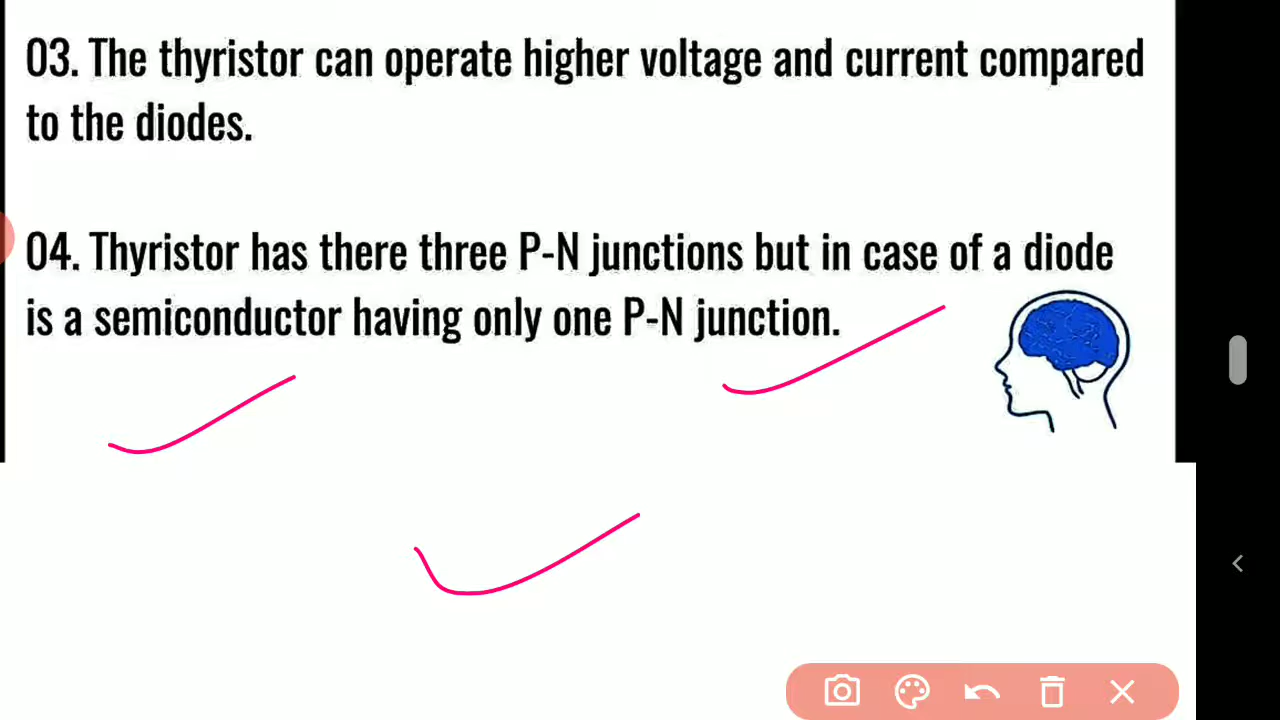 03. The thyristor can operate higher voltage and current compared
to the diodes.
04. Thyristor has there three P-N junctions but in case of a diode
is a semiconductor having only one P-N junction.